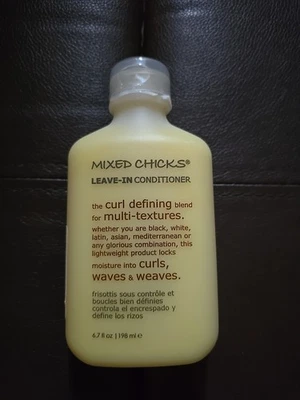 MIXED CHICKS®
LEAVE-IN CONDITIONER
the curl defining blend
for multi-textures.
whether you are black, white,
latin, asian, mediterranean or
any glorious combination, this
lightweight product locks
moisture into curls,
waves & weaves.
frisottis sous contrôle et
boucles bien définies
controla el encrespado y
define los rizos
6.7 fl oz | 198 ml e